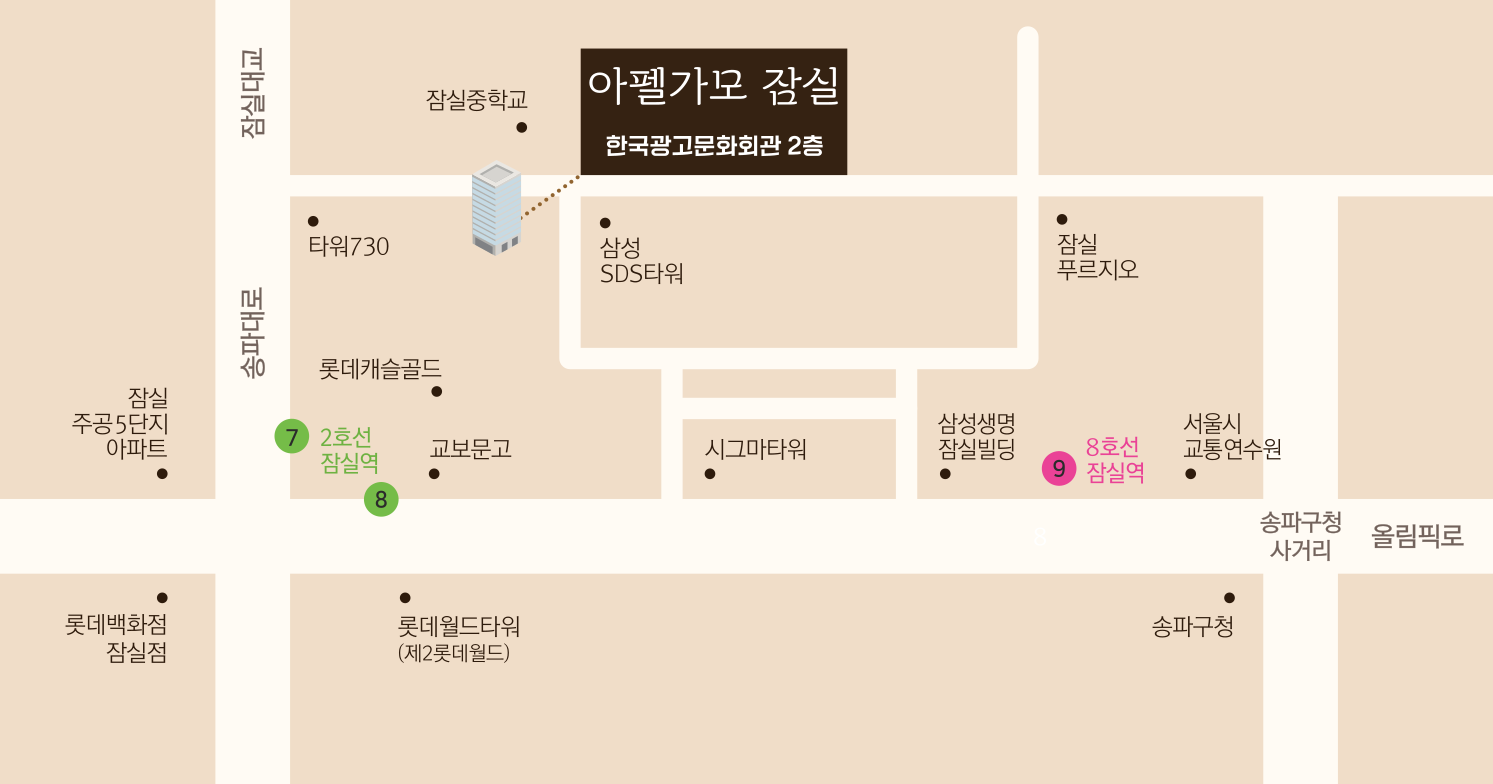 잠실대교
아펠가모 잠실
한국광고문화회관 2층
잠실중학교
타워730
삼성
SDS타워
잠실
푸르지오
송파대로
롯데캐슬골드
잠실
주공5단지
아파트
7
2호선
잠실역
8
교보문고
시그마타워
삼성생명
잠실빌딩
9
8호선
잠실역
서울시
교통연수원
8
송파구청
사거리
올림픽로
롯데백화점
잠실점
롯데월드타워
(제2롯데월드)
송파구청